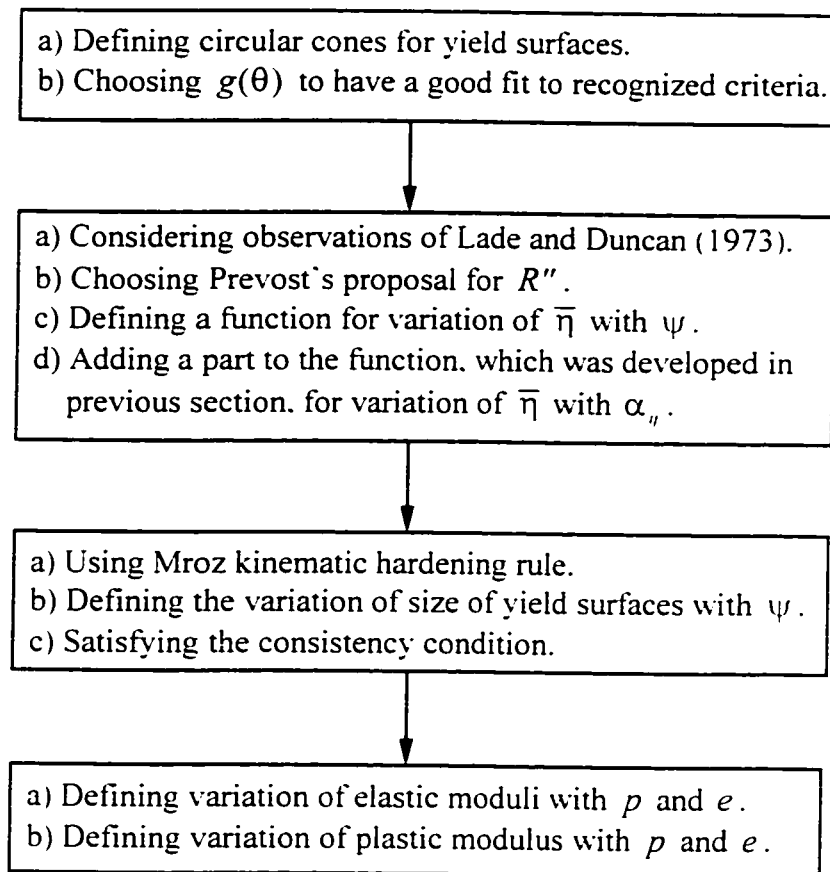 a) Defining circular cones for yield surfaces.
b) Choosing g(θ) to have a good fit to recognized criteria.
a) Considering observations of Lade and Duncan (1973).
b) Choosing Prevost`s proposal for R″.
c) Defining a function for variation of η̅ with ψ.
d) Adding a part to the function. which was developed in
previous section. for variation of η̅ with α_ij.
a) Using Mroz kinematic hardening rule.
b) Defining the variation of size of yield surfaces with ψ.
c) Satisfying the consistency condition.
a) Defining variation of elastic moduli with p and e.
b) Defining variation of plastic modulus with p and e.